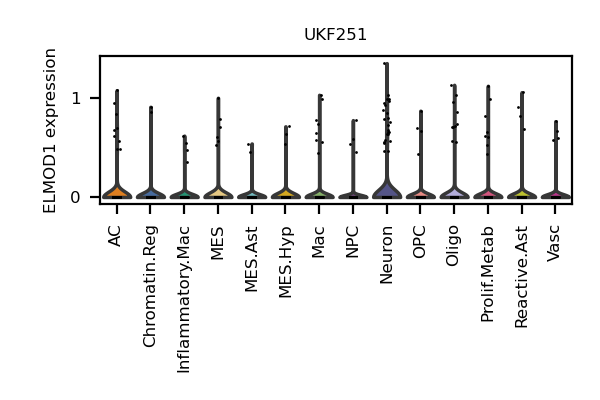 UKF251
ELMOD1 expression
1
0
AC
Chromatin.Reg
Inflammatory.Mac
MES
MES.Ast
MES.Hyp
Mac
NPC
Neuron
OPC
Oligo
Prolif.Metab
Reactive.Ast
Vasc